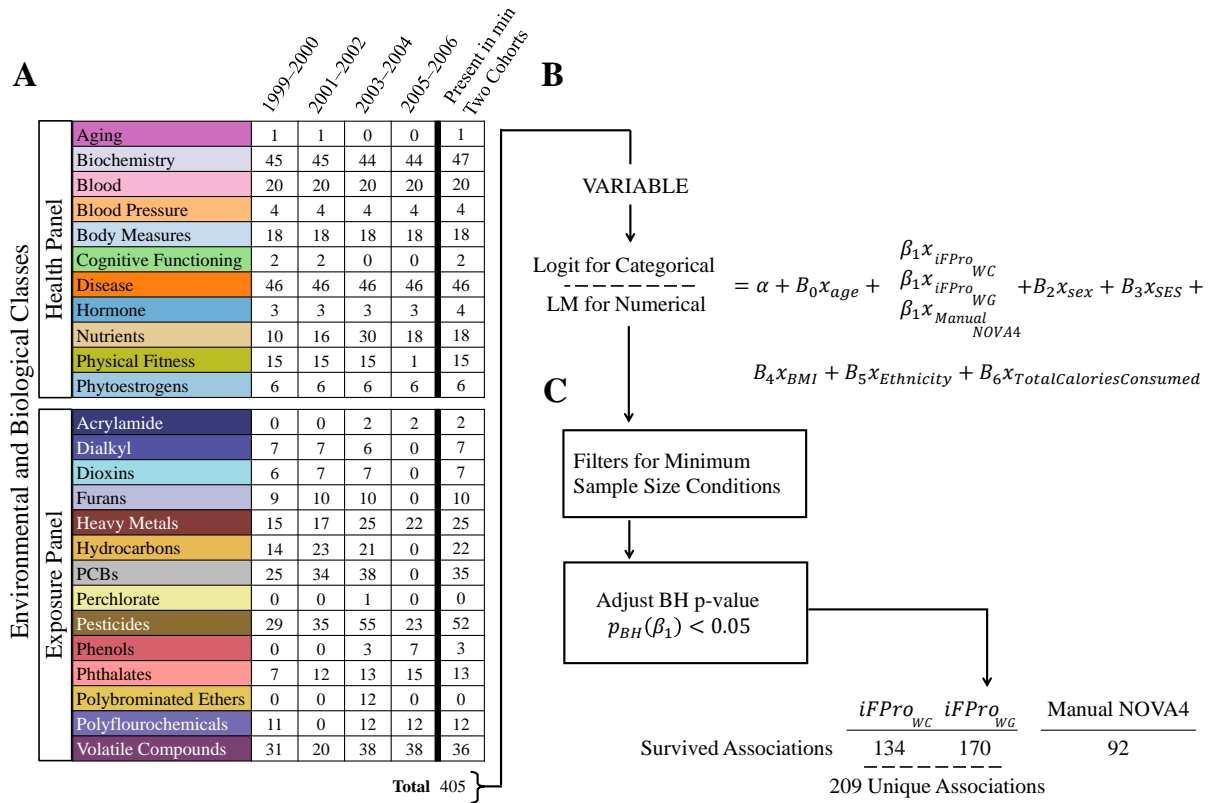 A
1999–2000
2001–2002
2003–2004
2005–2006
Present in min
Two Cohorts
Environmental and Biological Classes
Health Panel
Aging 1 1 0 0 1
Biochemistry 45 45 44 44 47
Blood 20 20 20 20 20
Blood Pressure 4 4 4 4 4
Body Measures 18 18 18 18 18
Cognitive Functioning 2 2 0 0 2
Disease 46 46 46 46 46
Hormone 3 3 3 3 4
Nutrients 10 16 30 18 18
Physical Fitness 15 15 15 1 15
Phytoestrogens 6 6 6 6 6
Exposure Panel
Acrylamide 0 0 2 2 2
Dialkyl 7 7 6 0 7
Dioxins 6 7 7 0 7
Furans 9 10 10 0 10
Heavy Metals 15 17 25 22 25
Hydrocarbons 14 23 21 0 22
PCBs 25 34 38 0 35
Perchlorate 0 0 1 0 0
Pesticides 29 35 55 23 52
Phenols 0 0 3 7 3
Phthalates 7 12 13 15 13
Polybrominated Ethers 0 0 12 0 0
Polyflourochemicals 11 0 12 12 12
Volatile Compounds 31 20 38 38 36
Total 405
B
VARIABLE
Logit for Categorical
LM for Numerical
= α + B₀x_age +
β₁x_iFPro_WC
β₁x_iFPro_WG
β₁x_Manual_NOVA4
+B₂x_sex + B₃x_SES +
B₄x_BMI + B₅x_Ethnicity + B₆x_TotalCaloriesConsumed
C
Filters for Minimum
Sample Size Conditions
Adjust BH p-value
p_BH(β₁) < 0.05
iFPro_WC iFPro_WG Manual NOVA4
Survived Associations 134 170 92
209 Unique Associations